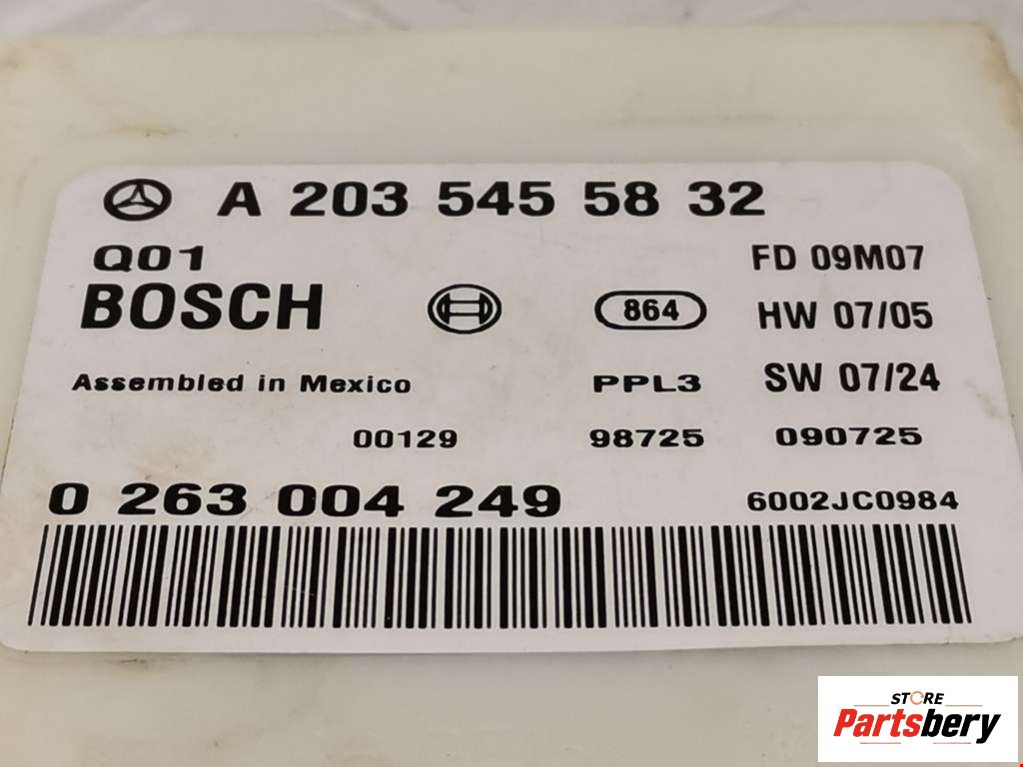 A 203 545 58 32
Q01 FD 09M07
BOSCH 864 HW 07/05
Assembled in Mexico PPL3 SW 07/24
00129 98725 090725
0 263 004 249 6002JC0984
STORE
Partsbery